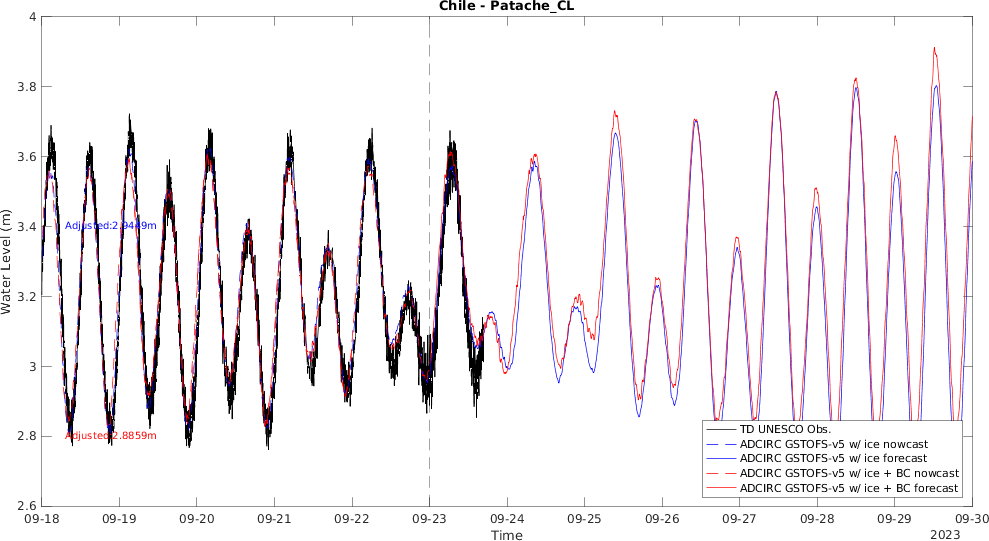 Chile - Patache_CL
Water Level (m)
4
3.8
3.6
3.4
3.2
3
2.8
2.6
Adjusted:2.9449m
Adjusted:2.8859m
TD UNESCO Obs.
ADCIRC GSTOFS-v5 w/ ice nowcast
ADCIRC GSTOFS-v5 w/ ice forecast
ADCIRC GSTOFS-v5 w/ ice + BC nowcast
ADCIRC GSTOFS-v5 w/ ice + BC forecast
09-18 09-19 09-20 09-21 09-22 09-23 09-24 09-25 09-26 09-27 09-28 09-29 09-30
Time
2023